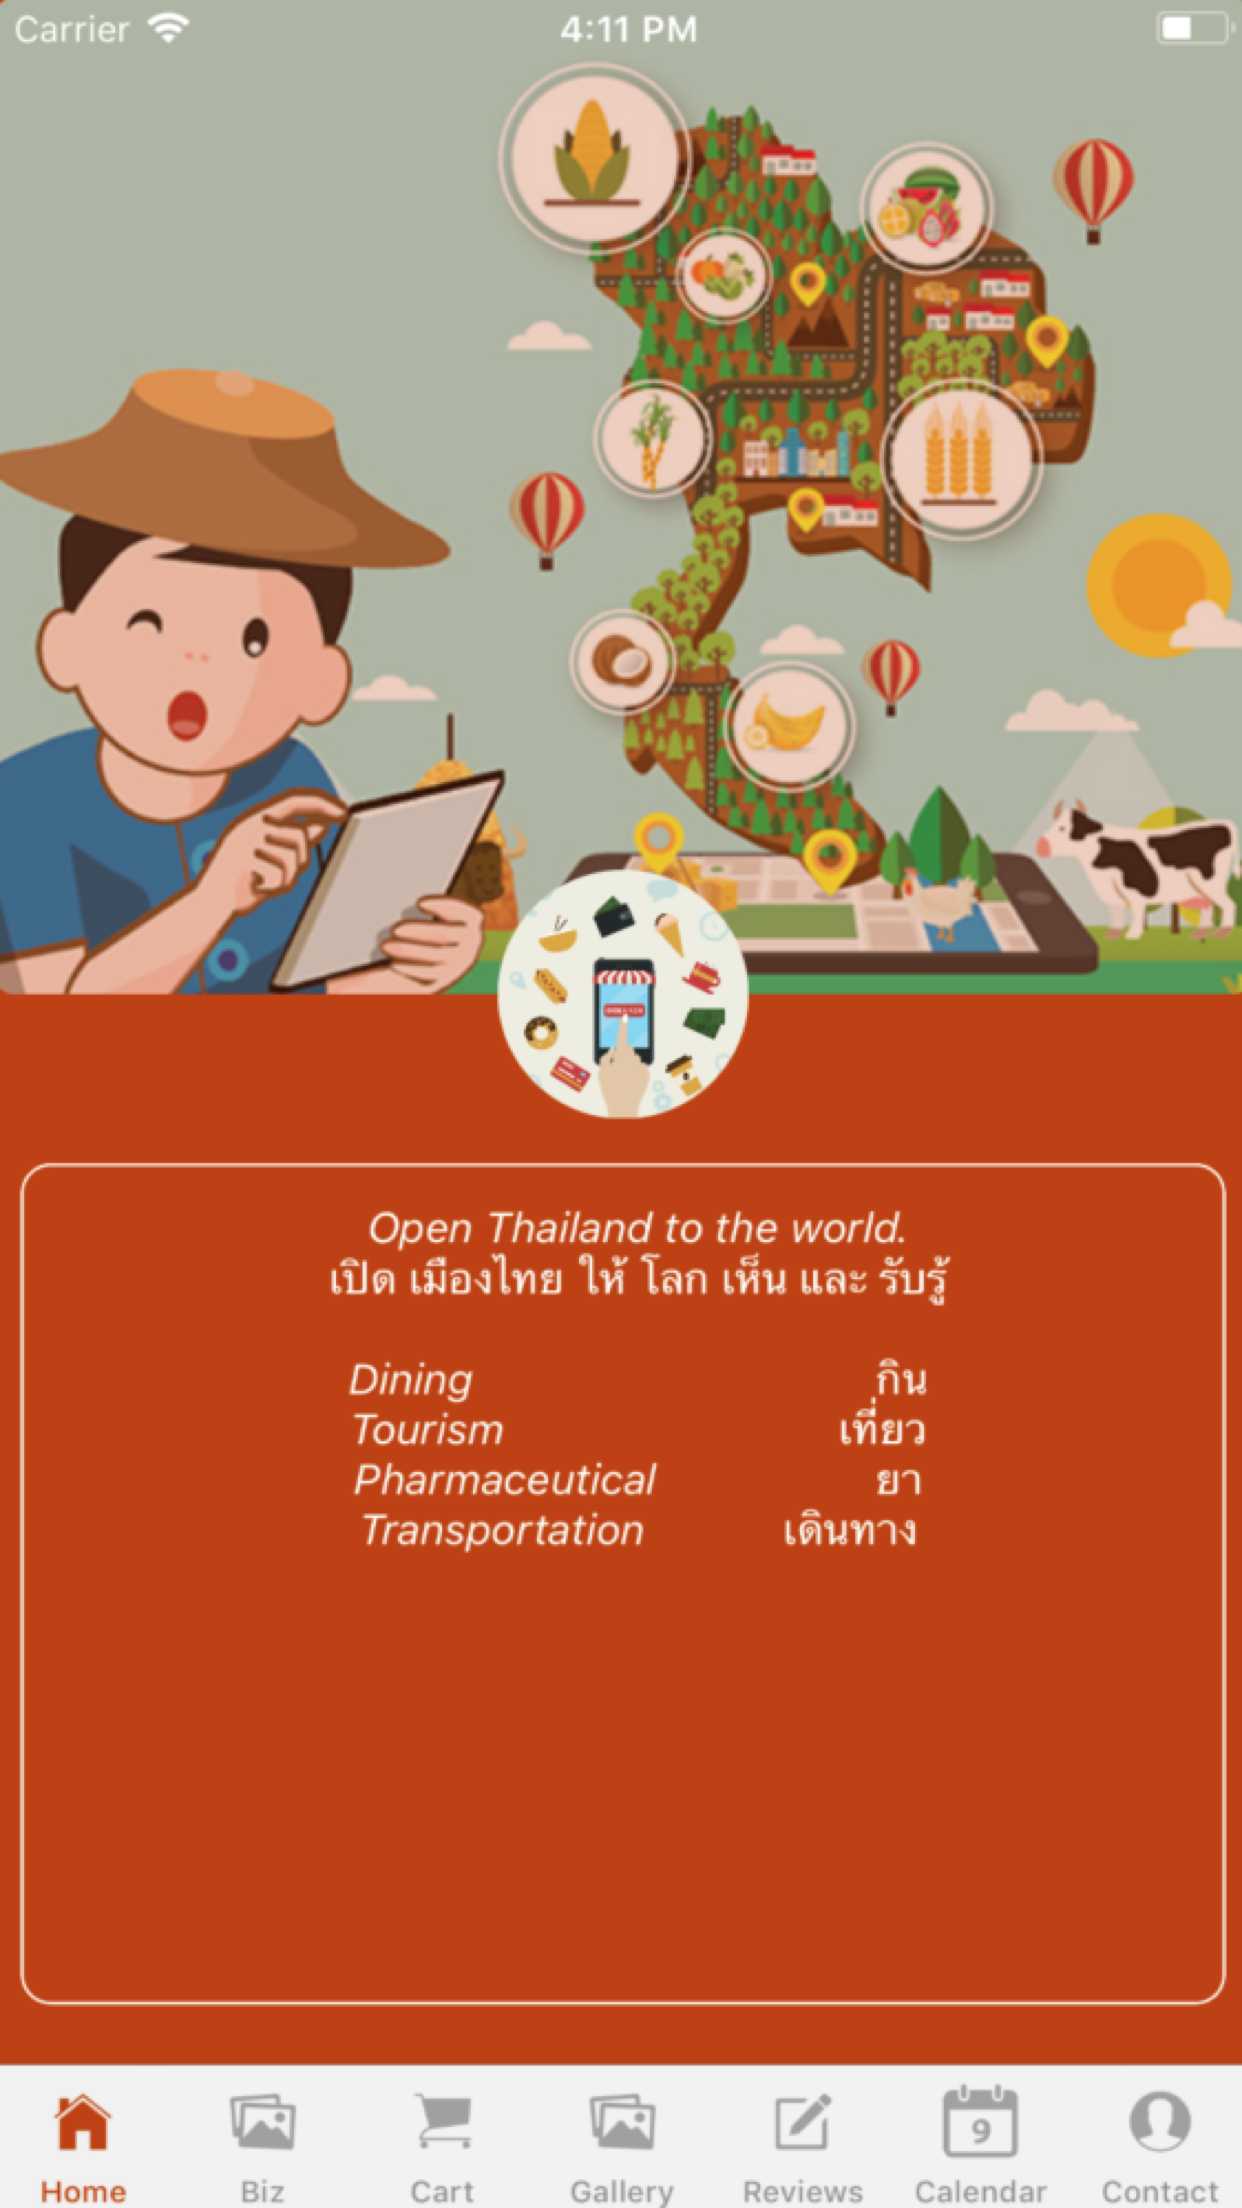 Carrier 4:11 PM
Open Thailand to the world.
เปิด เมืองไทย ให้ โลก เห็น และ รับรู้
Dining กิน
Tourism เที่ยว
Pharmaceutical ยา
Transportation เดินทาง
9
Home Biz Cart Gallery Reviews Calendar Contact